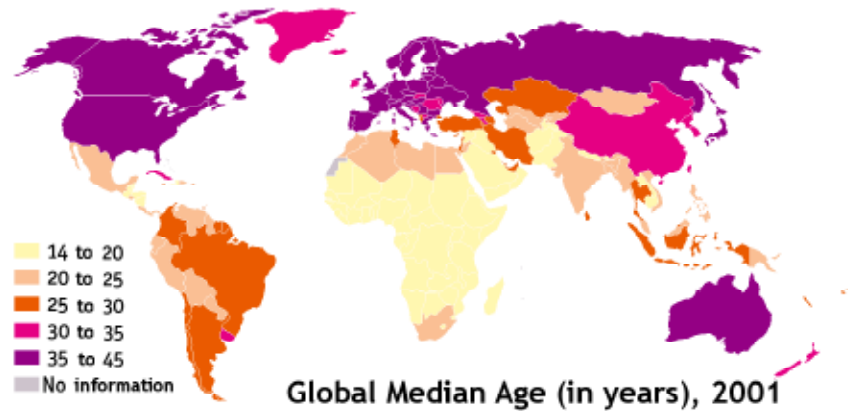 14 to 20
20 to 25
25 to 30
30 to 35
35 to 45
No information
Global Median Age (in years), 2001